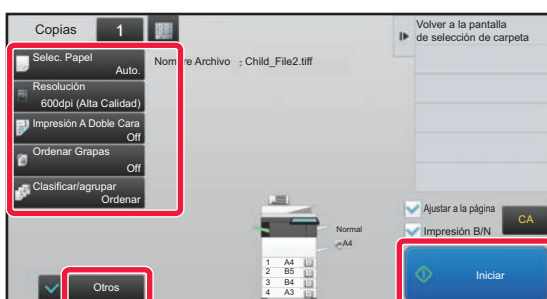 Copias 1
Selec. Papel
Auto.
Resolución
600dpi (Alta Calidad)
Impresión A Doble Cara
Off
Ordenar Grapas
Off
Clasificar/agrupar
Ordenar
Otros
Nombre Archivo : Child_File2.tiff
Normal
A4
1 A4
2 B5
3 B4
4 A3
Volver a la pantalla
de selección de carpeta
Ajustar a la página
Impresión B/N
CA
Iniciar